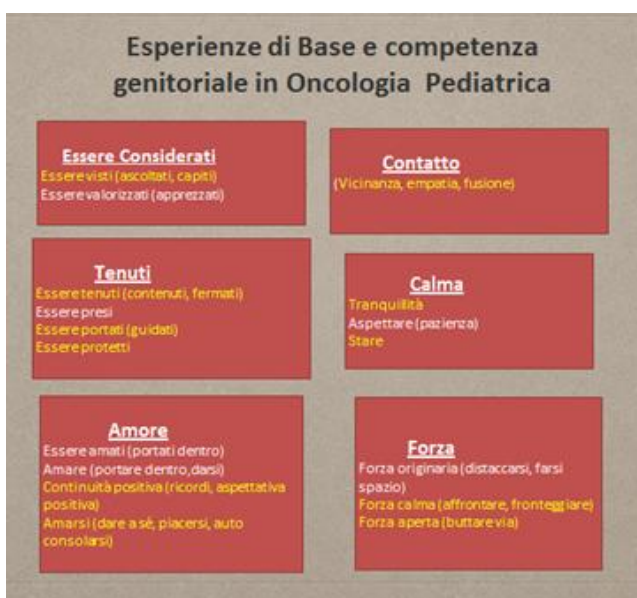 Esperienze di Base e competenza
genitoriale in Oncologia Pediatrica
Essere Considerati
Essere visti (ascoltati, capiti)
Essere valorizzati (apprezzati)
Contatto
(Vicinanza, empatia, fusione)
Tenuti
Essere tenuti (contenuti, fermati)
Essere presi
Essere portati (guidati)
Essere protetti
Calma
Tranquillità
Aspettare (pazienza)
Stare
Amore
Essere amati (portati dentro)
Amare (portare dentro,darsi)
Continuità positiva (ricordi, aspettativa
positiva)
Amarsi (dare a sè, piacersi, auto
consolarsi)
Forza
Forza originaria (distaccarsi, farsi
spazio)
Forza calma (affrontare, fronteggiare)
Forza aperta (buttare via)